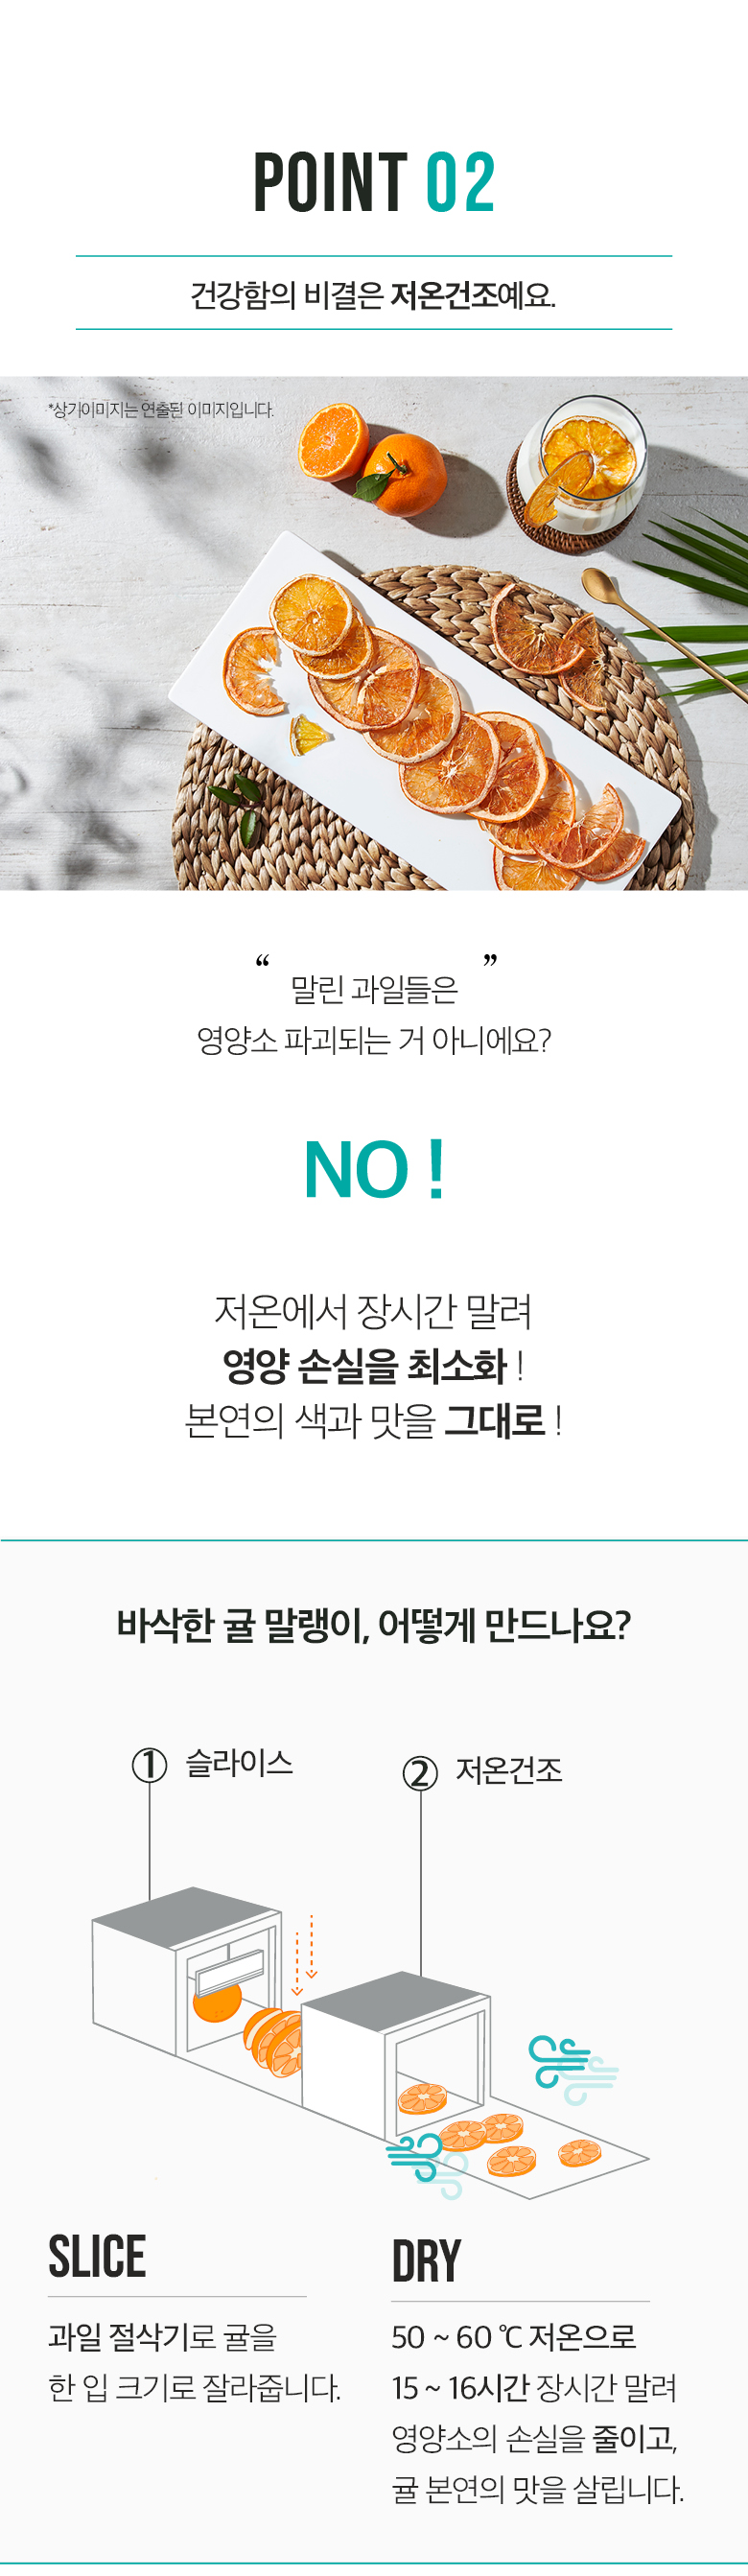 POINT 02
건강함의 비결은 저온건조예요.
*상기이미지는 연출된 이미지입니다.
“ 말린 과일들은 ”
영양소 파괴되는 거 아니에요?
NO !
저온에서 장시간 말려
영양 손실을 최소화 !
본연의 색과 맛을 그대로 !
바삭한 귤 말랭이, 어떻게 만드나요?
① 슬라이스
② 저온건조
SLICE
과일 절삭기로 귤을
한 입 크기로 잘라줍니다.
DRY
50 ~ 60 ℃ 저온으로
15 ~ 16시간 장시간 말려
영양소의 손실을 줄이고,
귤 본연의 맛을 살립니다.